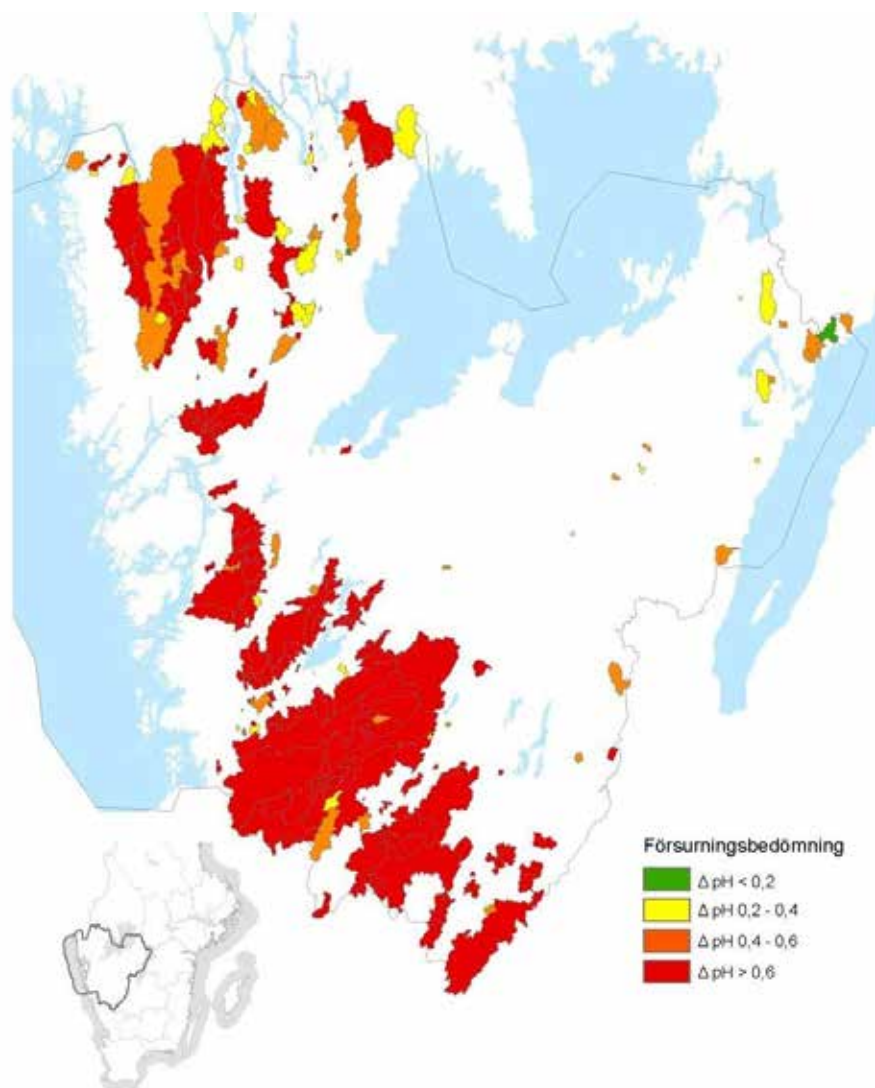 Försurningsbedömning
Δ pH < 0,2
Δ pH 0,2 - 0,4
Δ pH 0,4 - 0,6
Δ pH > 0,6